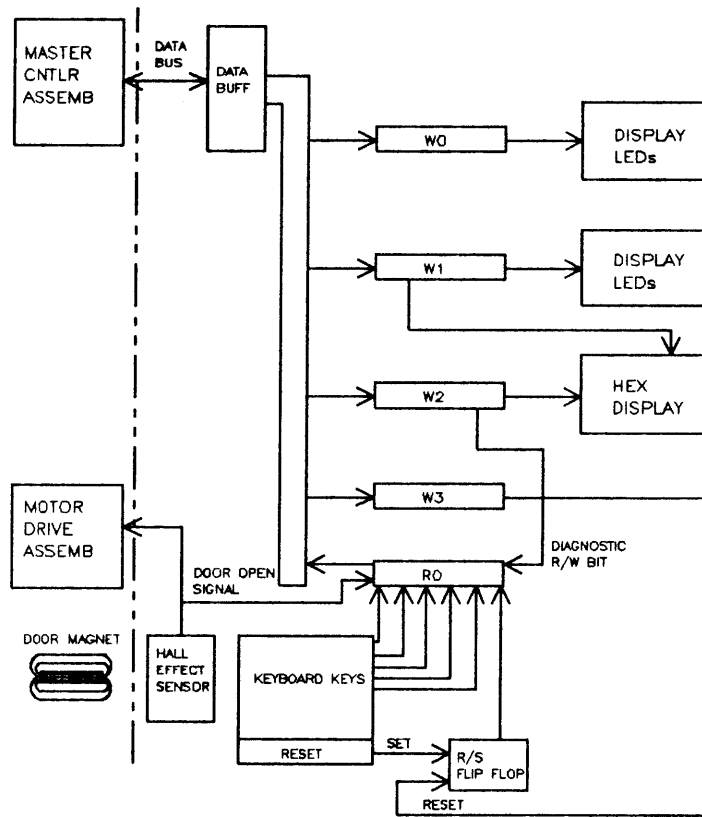 MASTER
CNTLR
ASSEMB
DATA
BUS
DATA
BUFF
W0
DISPLAY
LEDs
W1
DISPLAY
LEDs
W2
HEX
DISPLAY
W3
MOTOR
DRIVE
ASSEMB
DIAGNOSTIC
R/W BIT
DOOR OPEN
SIGNAL
R0
DOOR MAGNET
HALL
EFFECT
SENSOR
KEYBOARD KEYS
RESET
SET
R/S
FLIP FLOP
RESET